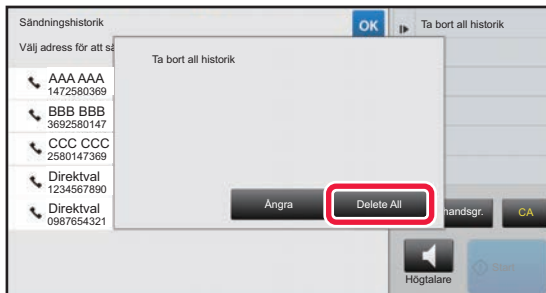 Sändningshistorik
OK
Ta bort all historik
Välj adress för att
Ta bort all historik
AAA AAA
1472580369
BBB BBB
3692580147
CCC CCC
2580147369
Direktval
1234567890
Direktval
0987654321
Ångra
Delete All
handsgr.
CA
Högtalare
Start